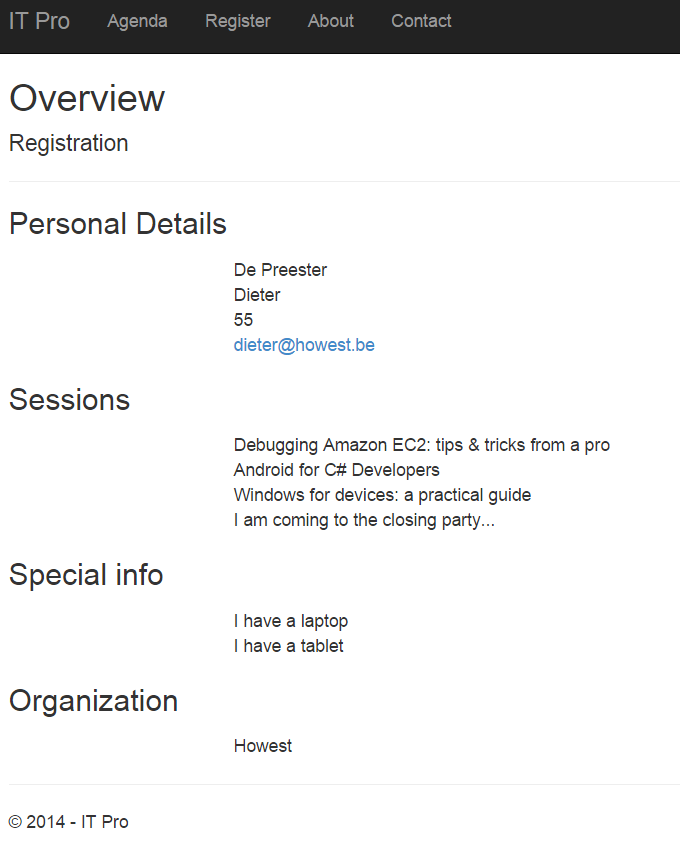 IT Pro Agenda Register About Contact
Overview
Registration
Personal Details
De Preester
Dieter
55
dieter@howest.be
Sessions
Debugging Amazon EC2: tips & tricks from a pro
Android for C# Developers
Windows for devices: a practical guide
I am coming to the closing party...
Special info
I have a laptop
I have a tablet
Organization
Howest
© 2014 - IT Pro